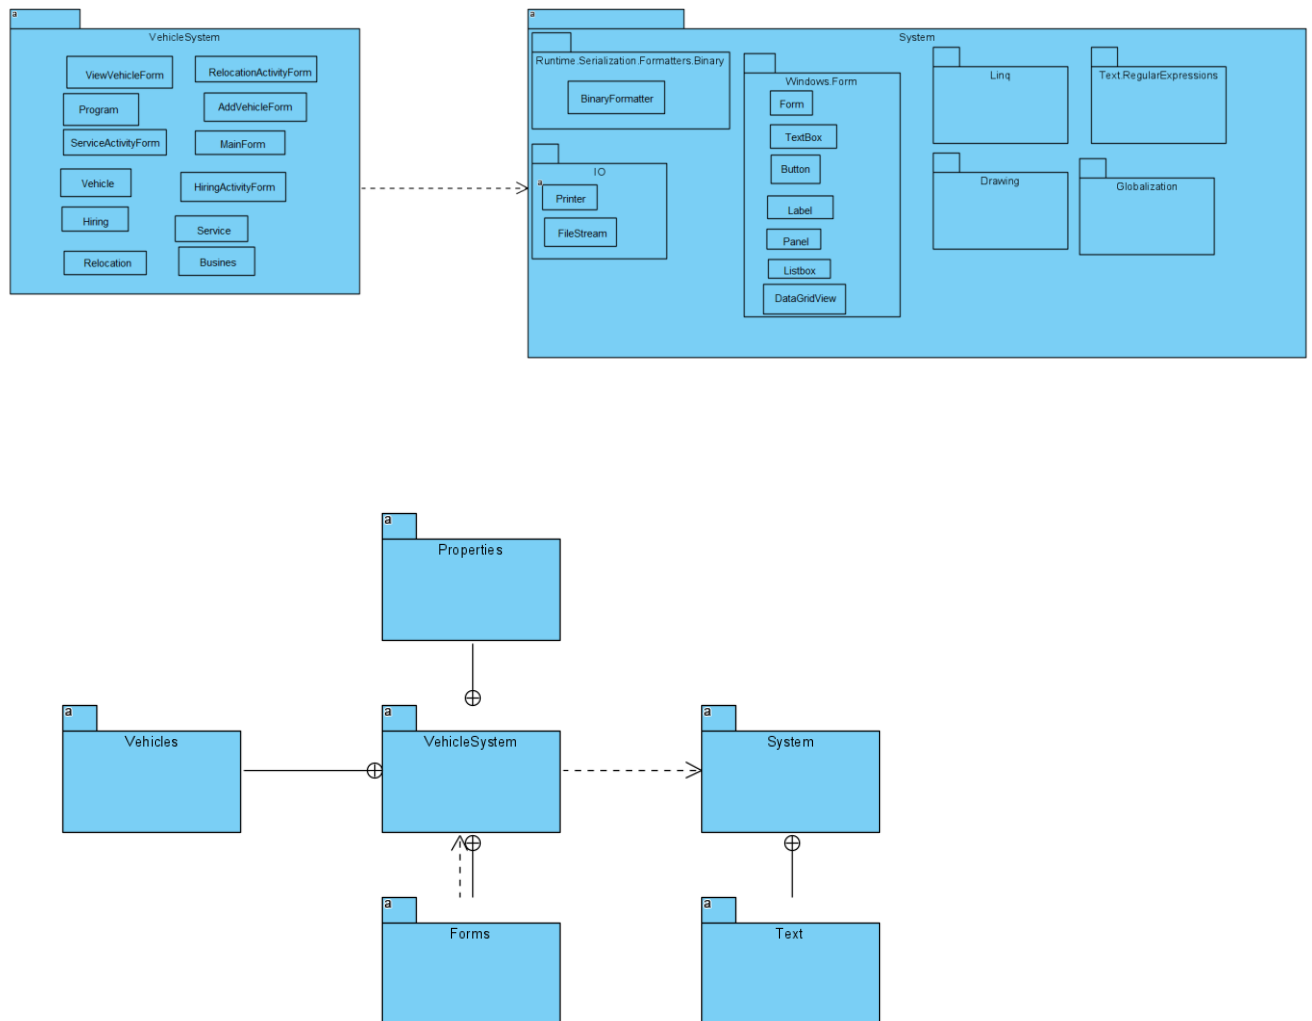 a
VehicleSystem
ViewVehicleForm
RelocationActivityForm
Program
AddVehicleForm
ServiceActivityForm
MainForm
Vehicle
HiringActivityForm
Hiring
Service
Relocation
Busines
a
System
Runtime.Serialization.Formatters.Binary
BinaryFormatter
IO
a
Printer
FileStream
Windows.Form
Form
TextBox
Button
Label
Panel
Listbox
DataGridView
Linq
Text.RegularExpressions
Drawing
Globalization
a
Properties
a
Vehicles
a
VehicleSystem
a
System
a
Forms
a
Text